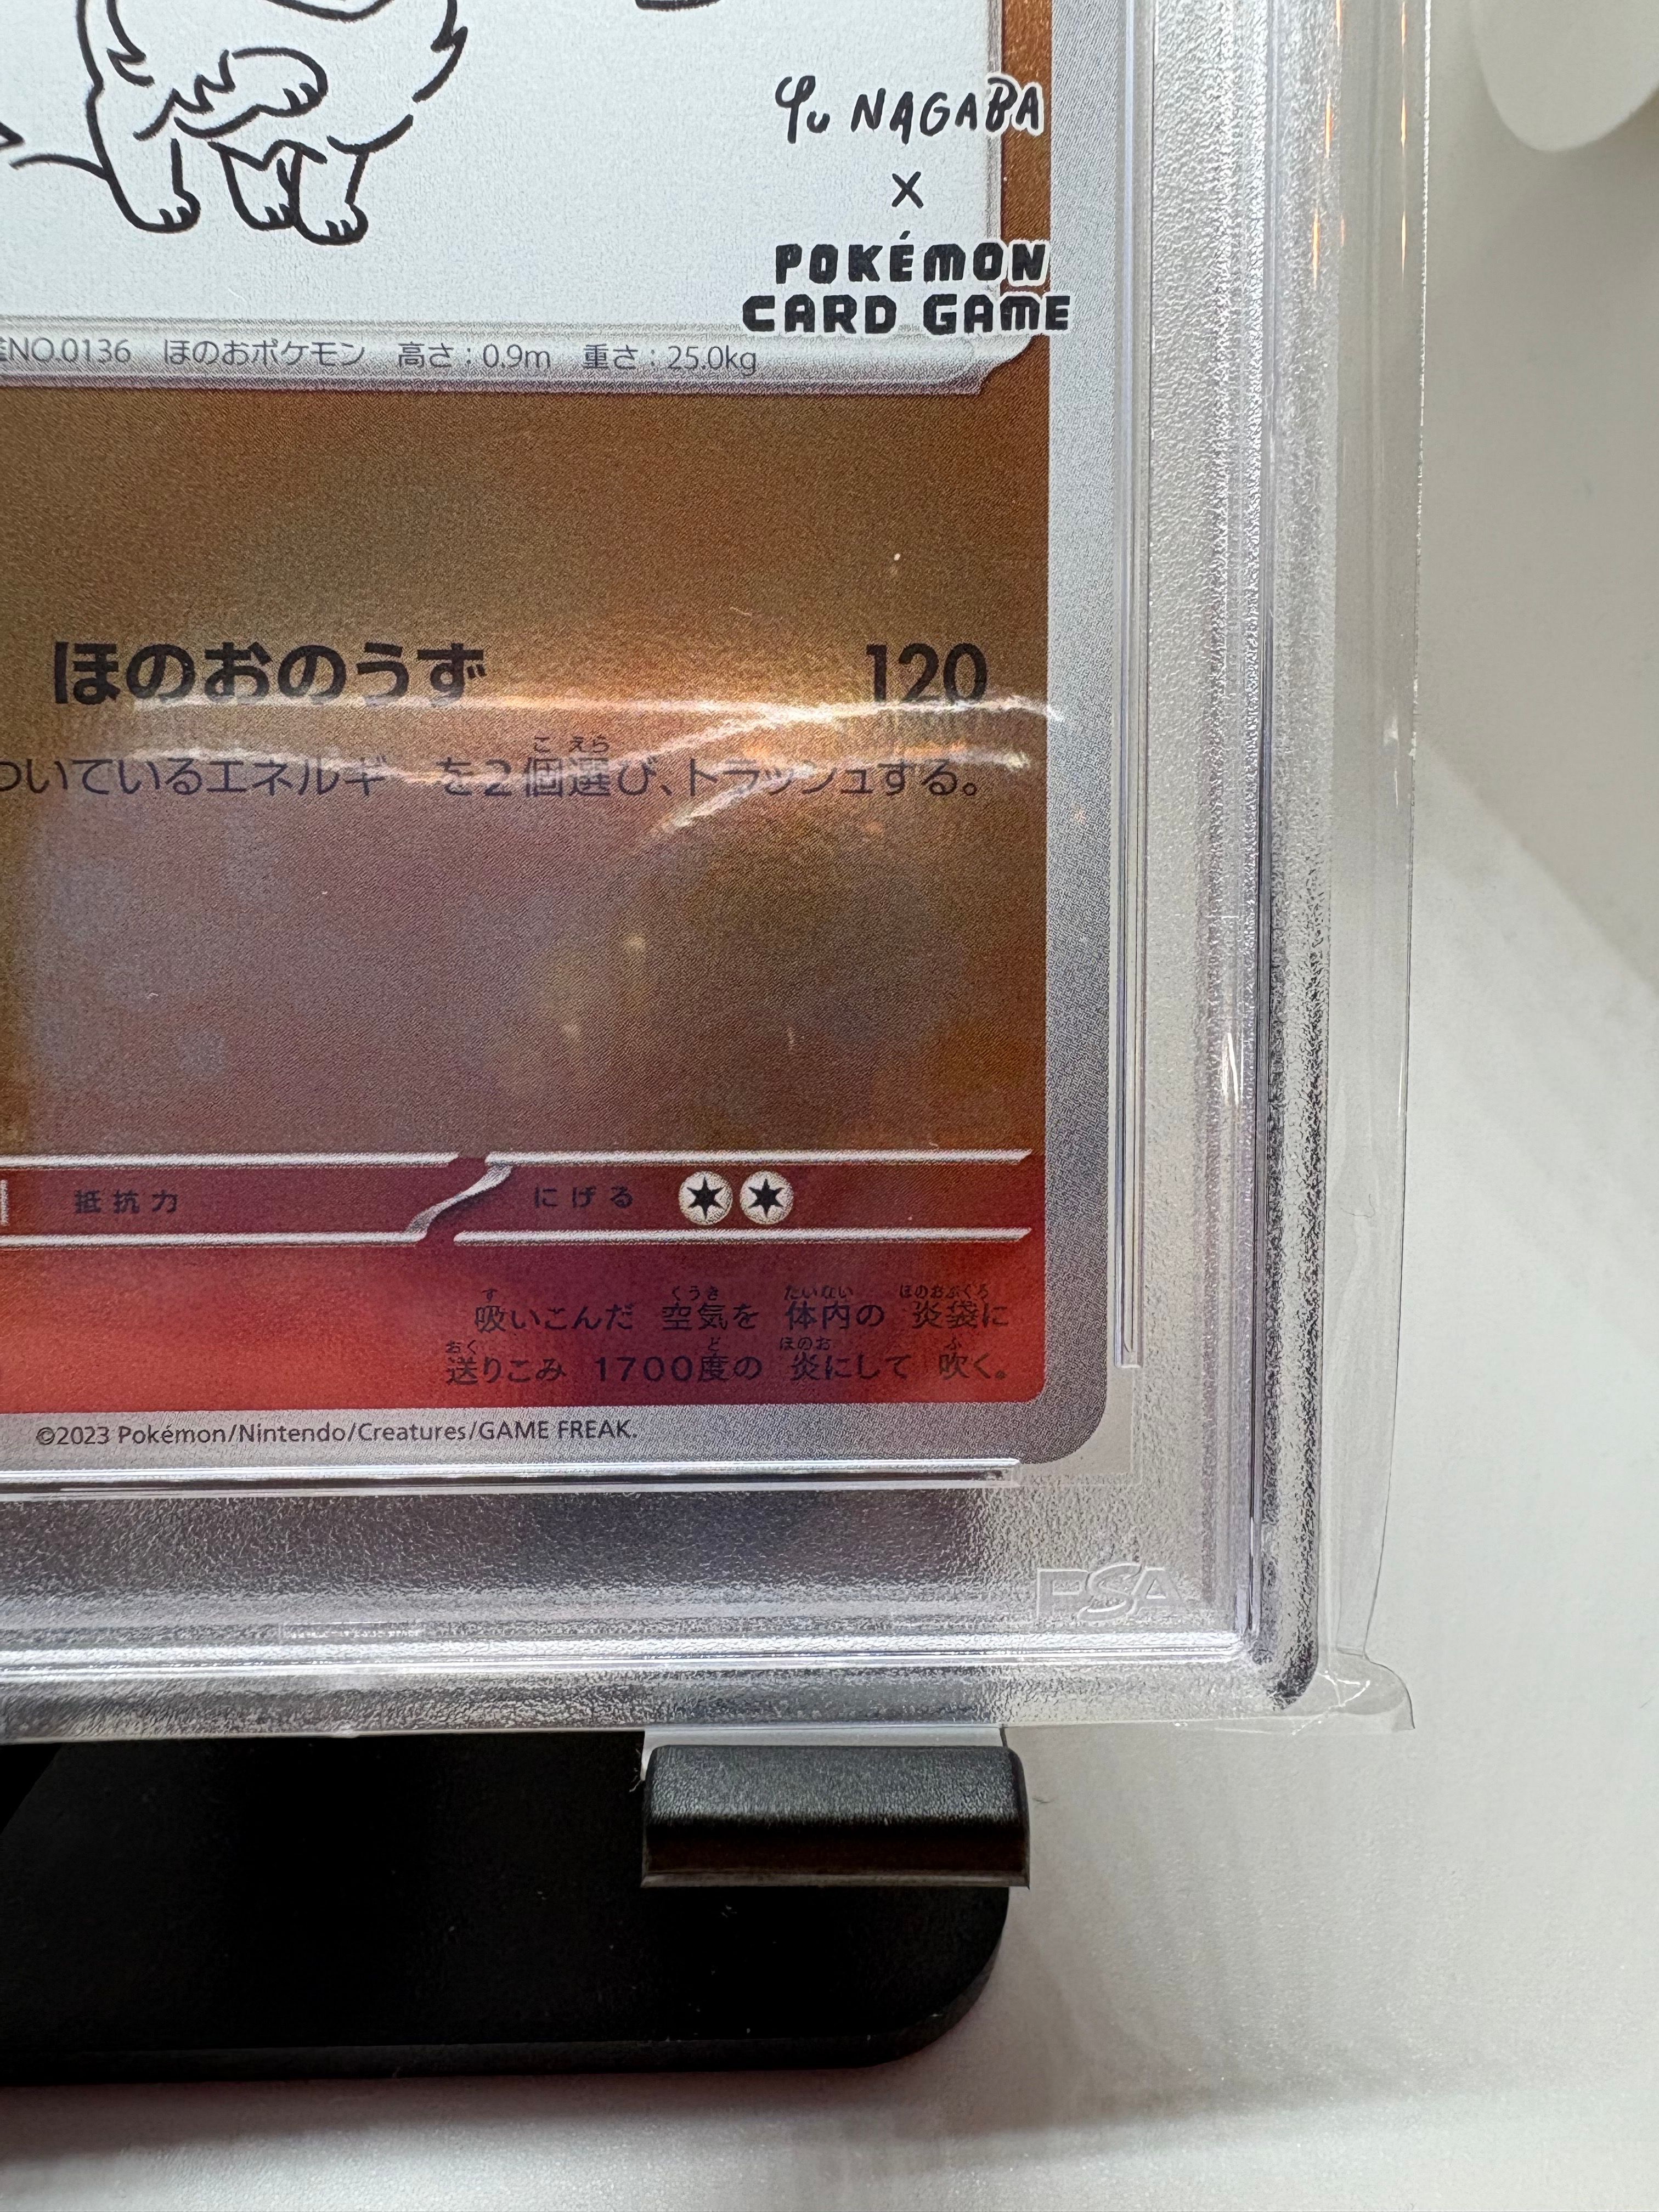 Yu NAGABA
×
POKÉMON
CARD GAME
NO.0136 ほのおポケモン 高さ：0.9m 重さ：25.0kg
ほのおのうず 120
こ えら
ついているエネルギーを2個選び、トラッシュする。
抵抗力 にげる
す くうき たいない ほのおぶくろ
吸いこんだ 空気を 体内の 炎袋に
おく ど ほのお ふ
送りこみ 1700度の 炎にして 吹く。
©2023 Pokémon/Nintendo/Creatures/GAME FREAK.
PSA